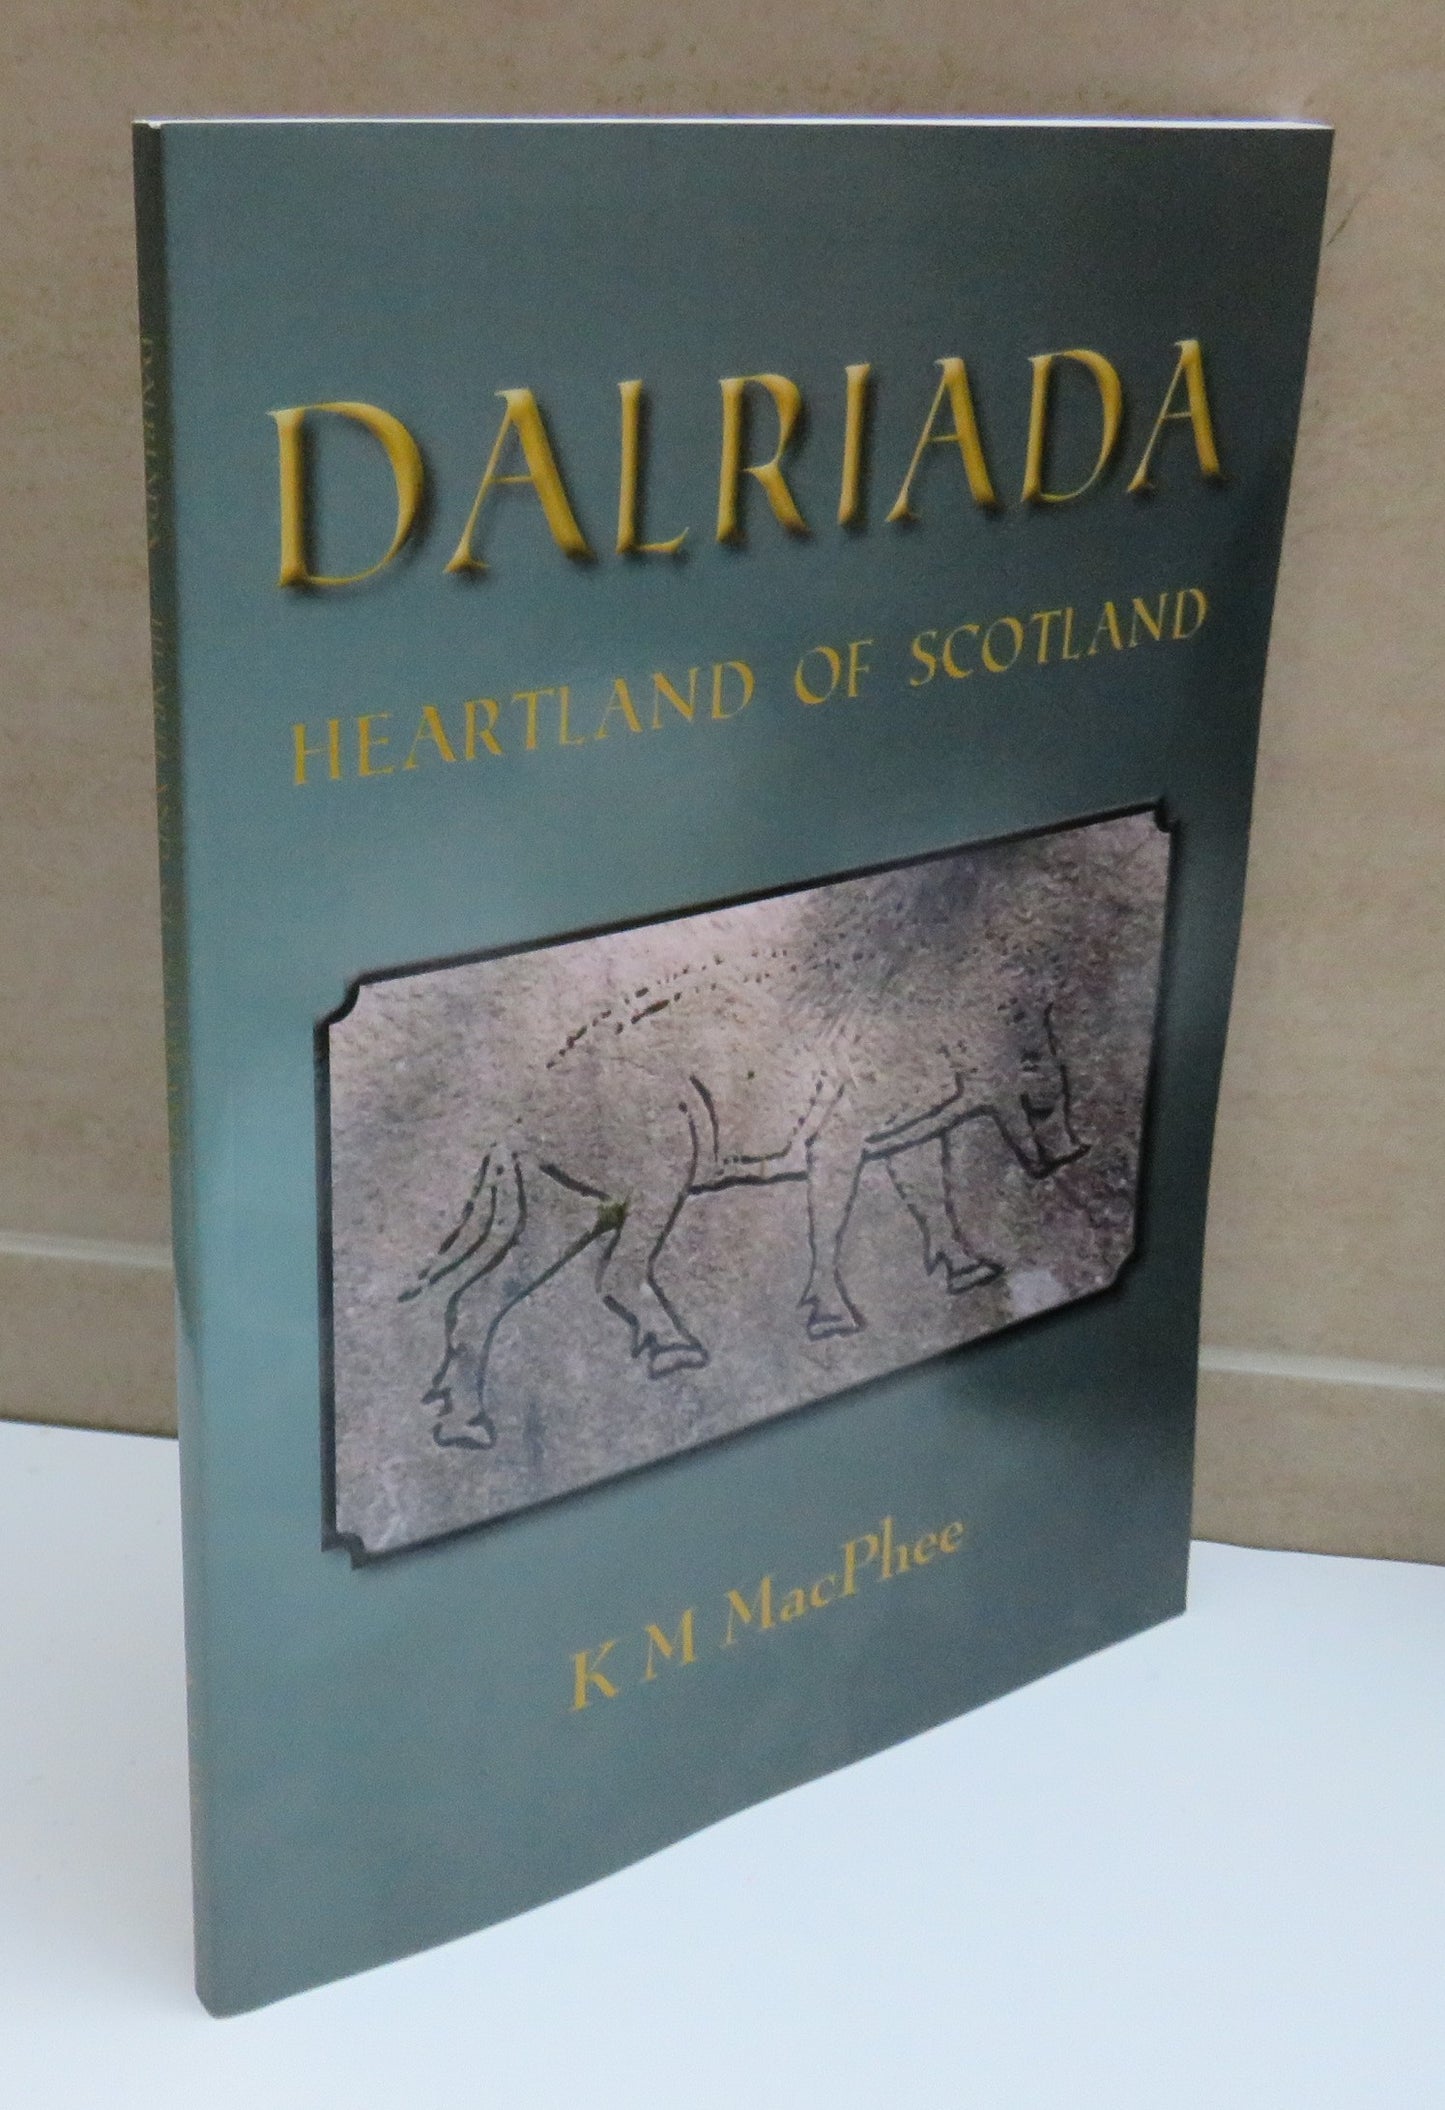 DALRIADA
HEARTLAND OF SCOTLAND
K M MacPhee